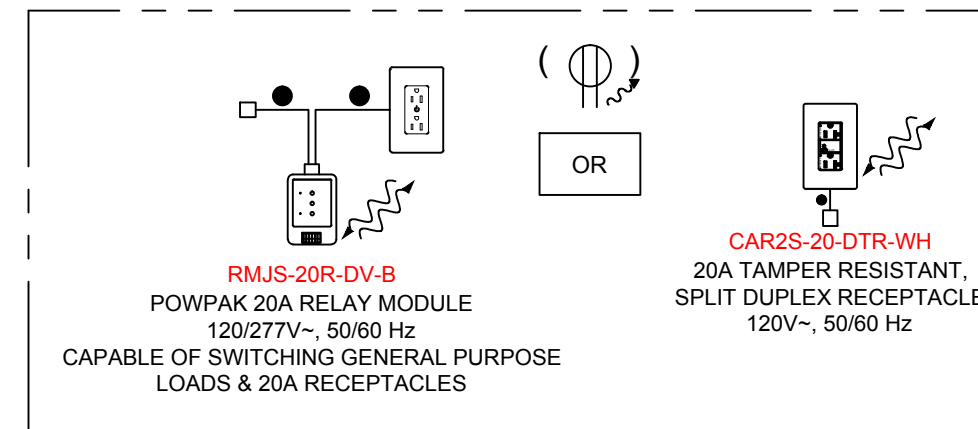 ( )
OR
RMJS-20R-DV-B
POWPAK 20A RELAY MODULE
120/277V~, 50/60 Hz
CAPABLE OF SWITCHING GENERAL PURPOSE
LOADS & 20A RECEPTACLES
CAR2S-20-DTR-WH
20A TAMPER RESISTANT,
SPLIT DUPLEX RECEPTACLE
120V~, 50/60 Hz